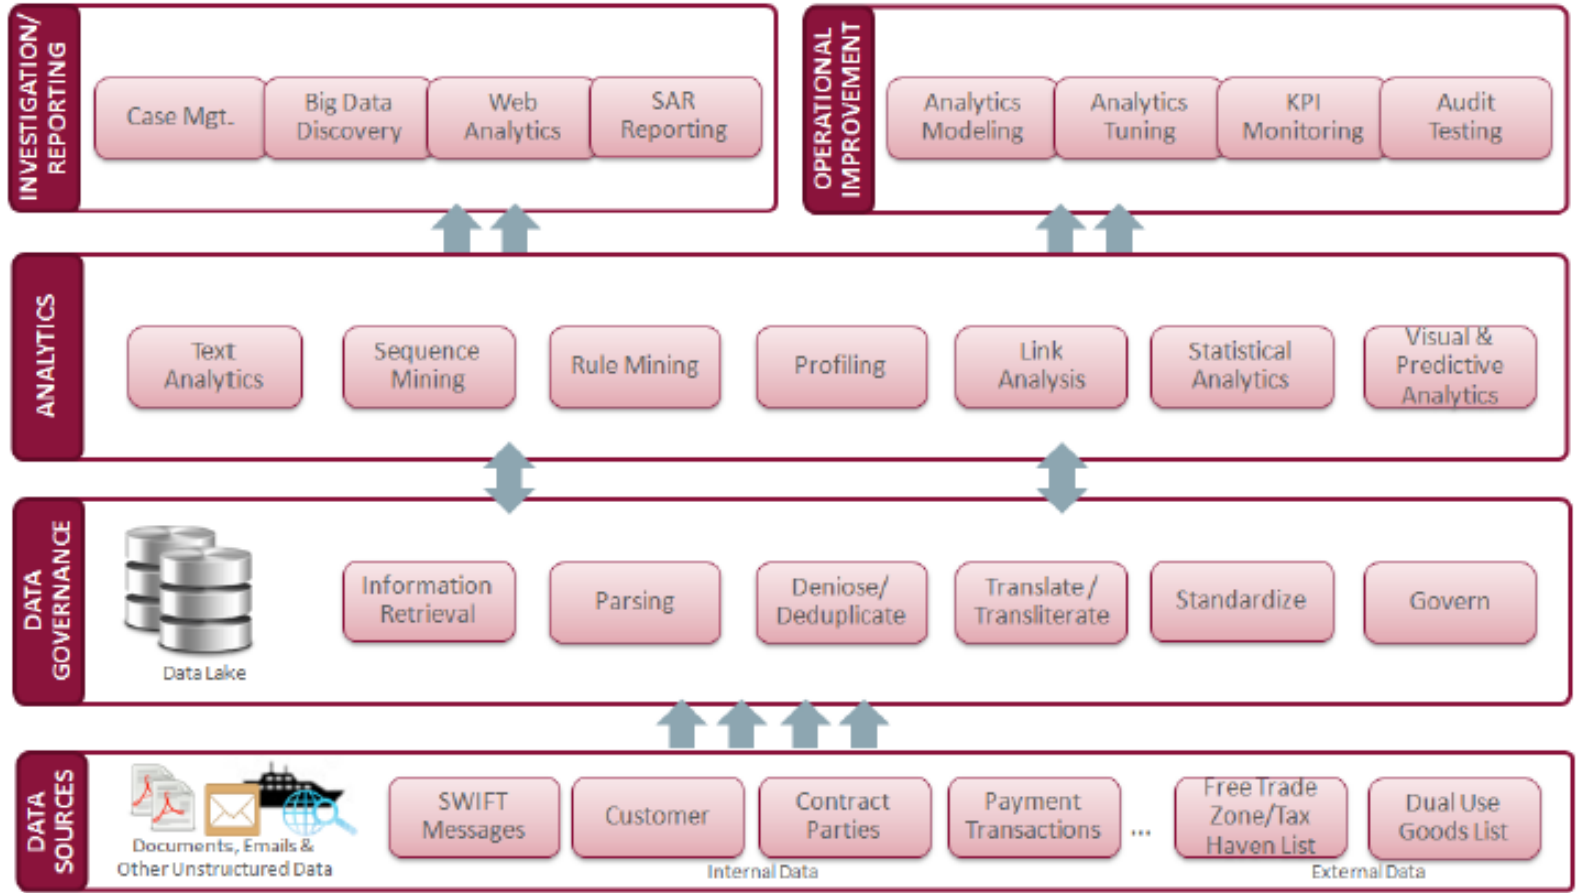 INVESTIGATION/
REPORTING
Case Mgt.
Big Data
Discovery
Web
Analytics
SAR
Reporting
OPERATIONAL
IMPROVEMENT
Analytics
Modeling
Analytics
Tuning
KPI
Monitoring
Audit
Testing
ANALYTICS
Text
Analytics
Sequence
Mining
Rule Mining
Profiling
Link
Analysis
Statistical
Analytics
Visual &
Predictive
Analytics
DATA
GOVERNANCE
Data Lake
Information
Retrieval
Parsing
Deniose/
Deduplicate
Translate /
Transliterate
Standardize
Govern
DATA
SOURCES
Documents, Emails &
Other Unstructured Data
SWIFT
Messages
Customer
Contract
Parties
Payment
Transactions
...
Free Trade
Zone/Tax
Haven List
Dual Use
Goods List
Internal Data
External Data